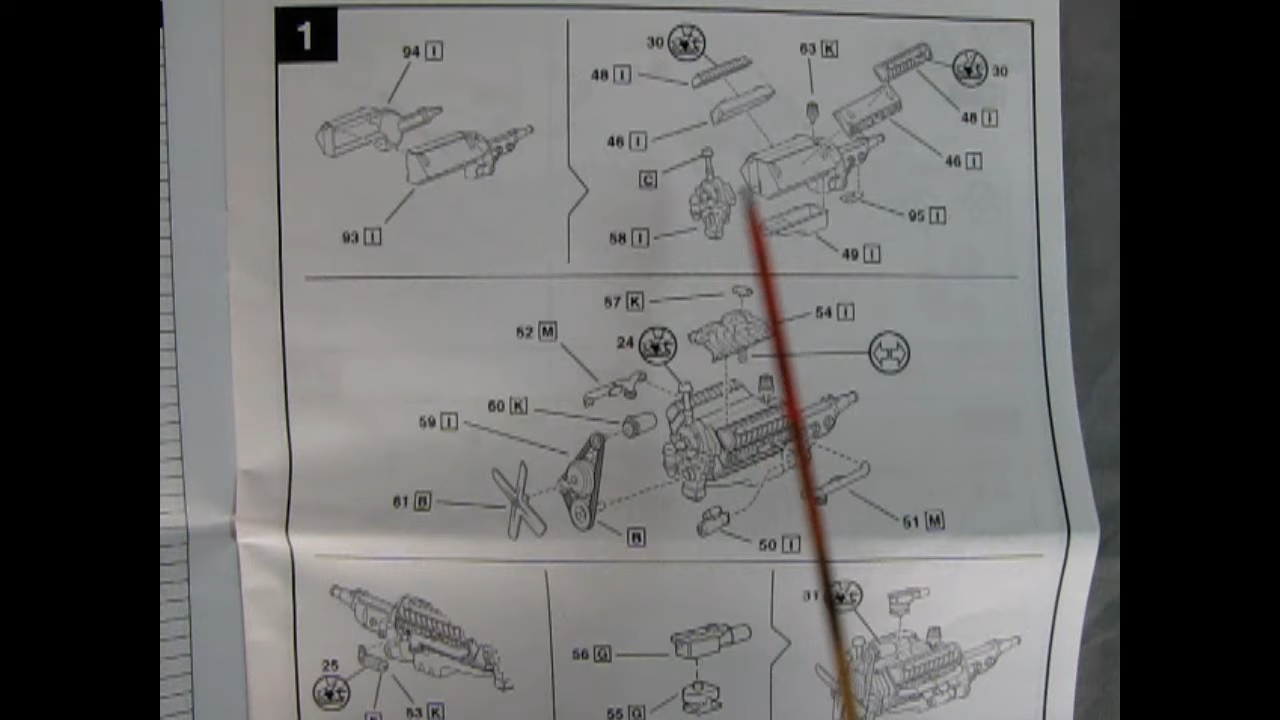 1
94 I
93 I
30
48 I
46 I
C
58 I
63 K
30
48 I
46 I
95 I
49 I
57 K
54 I
52 M
24
60 K
59 I
61 B
B
50 I
51 M
25
53 K
56 G
55 G
31